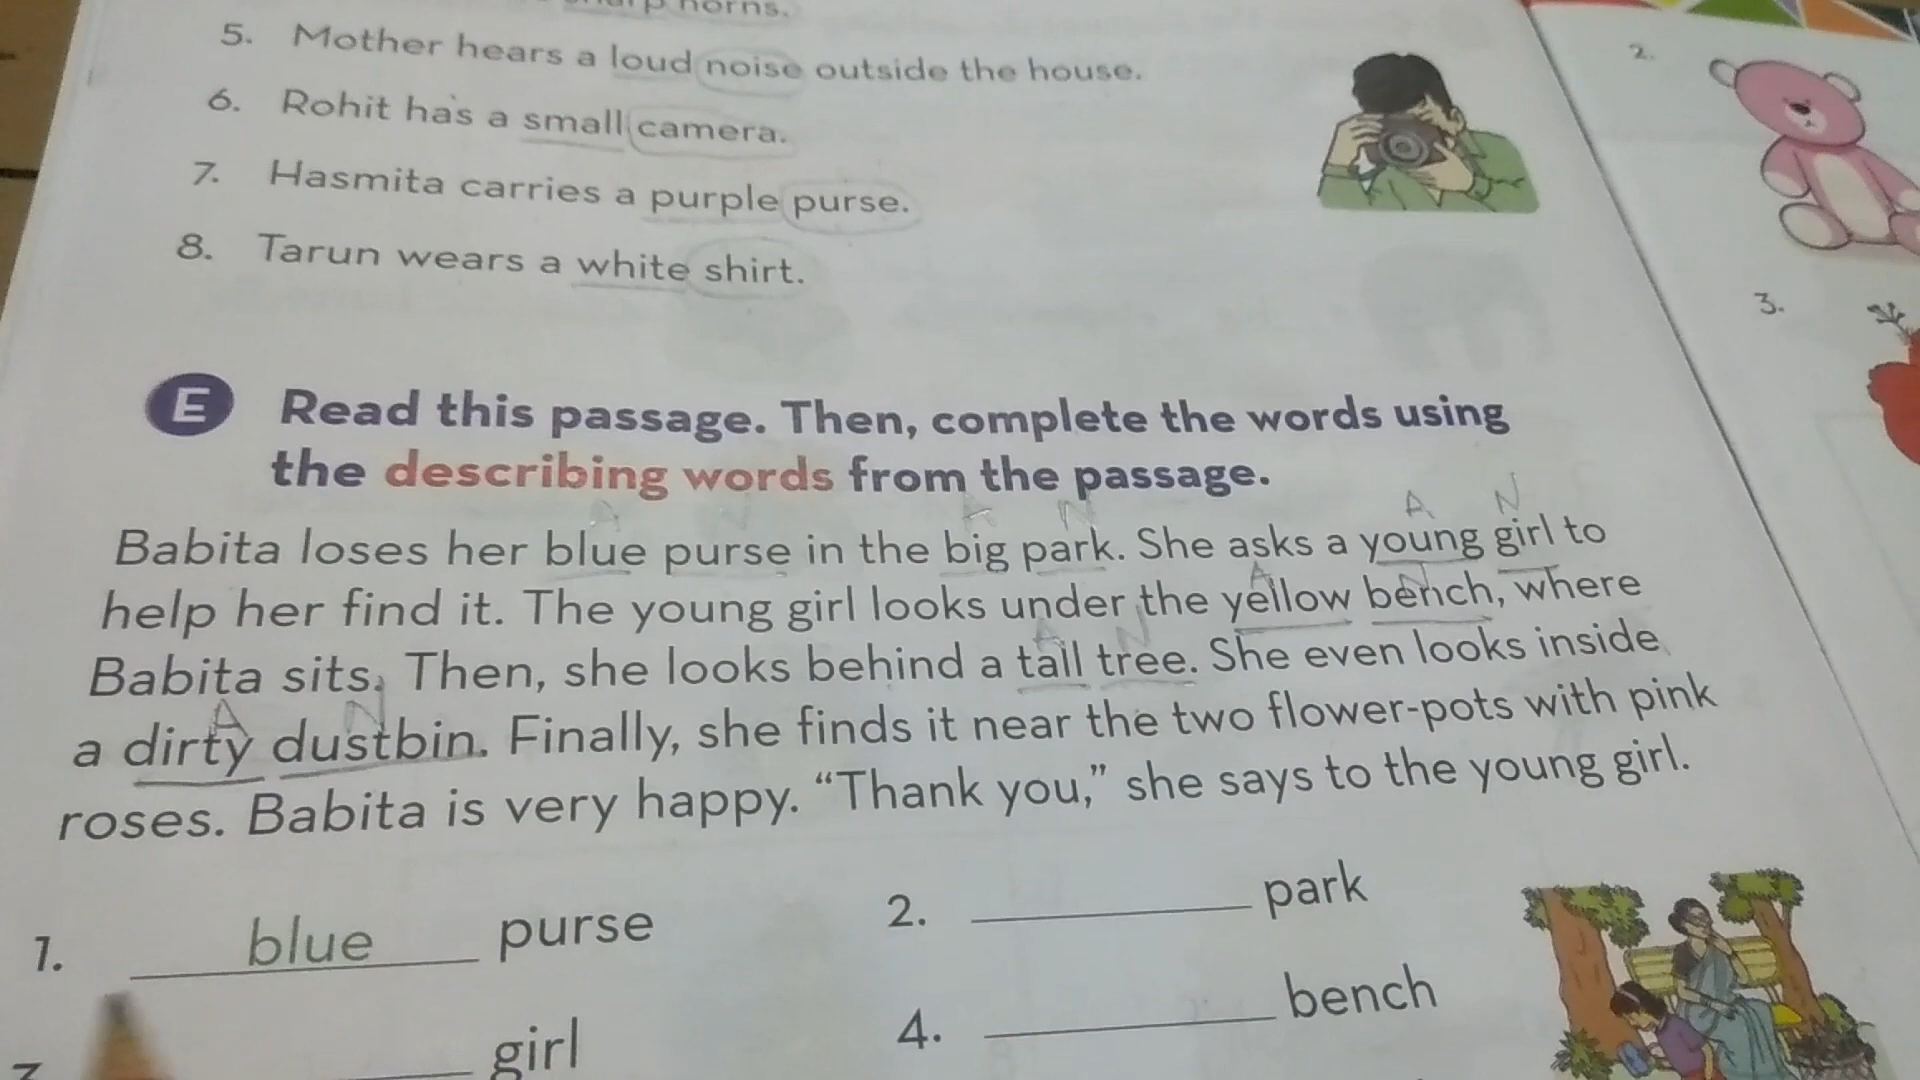 horns.
5. Mother hears a loud noise outside the house.
6. Rohit has a small camera.
7. Hasmita carries a purple purse.
8. Tarun wears a white shirt.
2.
3.
E Read this passage. Then, complete the words using
the describing words from the passage.
A N A N A N
Babita loses her blue purse in the big park. She asks a young girl to
A N
help her find it. The young girl looks under the yellow bench, where
A N
Babita sits. Then, she looks behind a tall tree. She even looks inside
A N
a dirty dustbin. Finally, she finds it near the two flower-pots with pink
roses. Babita is very happy. “Thank you,” she says to the young girl.
1. blue purse
2. ____ park
girl
4. ____ bench